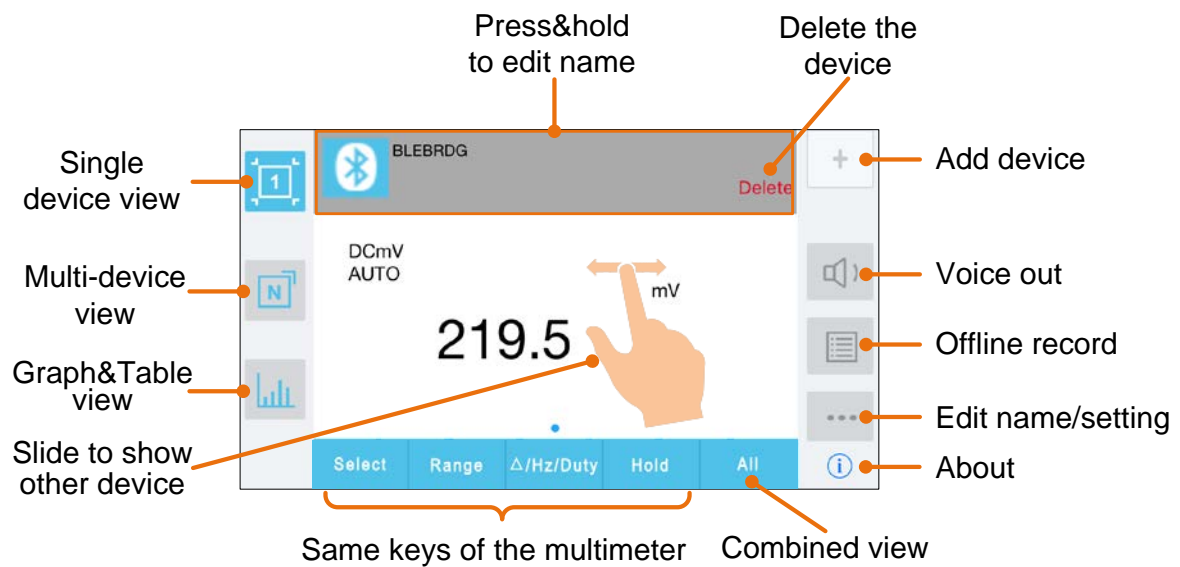 Press&hold
to edit name
Delete the
device
Single
device view
1
BLEBRDG
Delete
+
Add device
Multi-device
view
N
DCmV
AUTO
mV
219.5
Voice out
Offline record
Graph&Table
view
Edit name/setting
Slide to show
other device
Select
Range
△/Hz/Duty
Hold
All
i
About
Same keys of the multimeter
Combined view